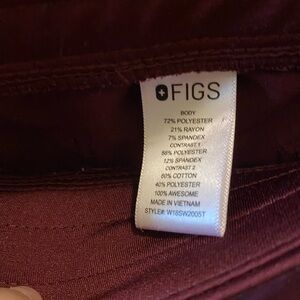 FIGS
BODY
72% POLYESTER
21% RAYON
7% SPANDEX
CONTRAST 1
88% POLYESTER
12% SPANDEX
CONTRAST 2
60% COTTON
40% POLYESTER
100% AWESOME
MADE IN VIETNAM
STYLE#: W18SW2005T